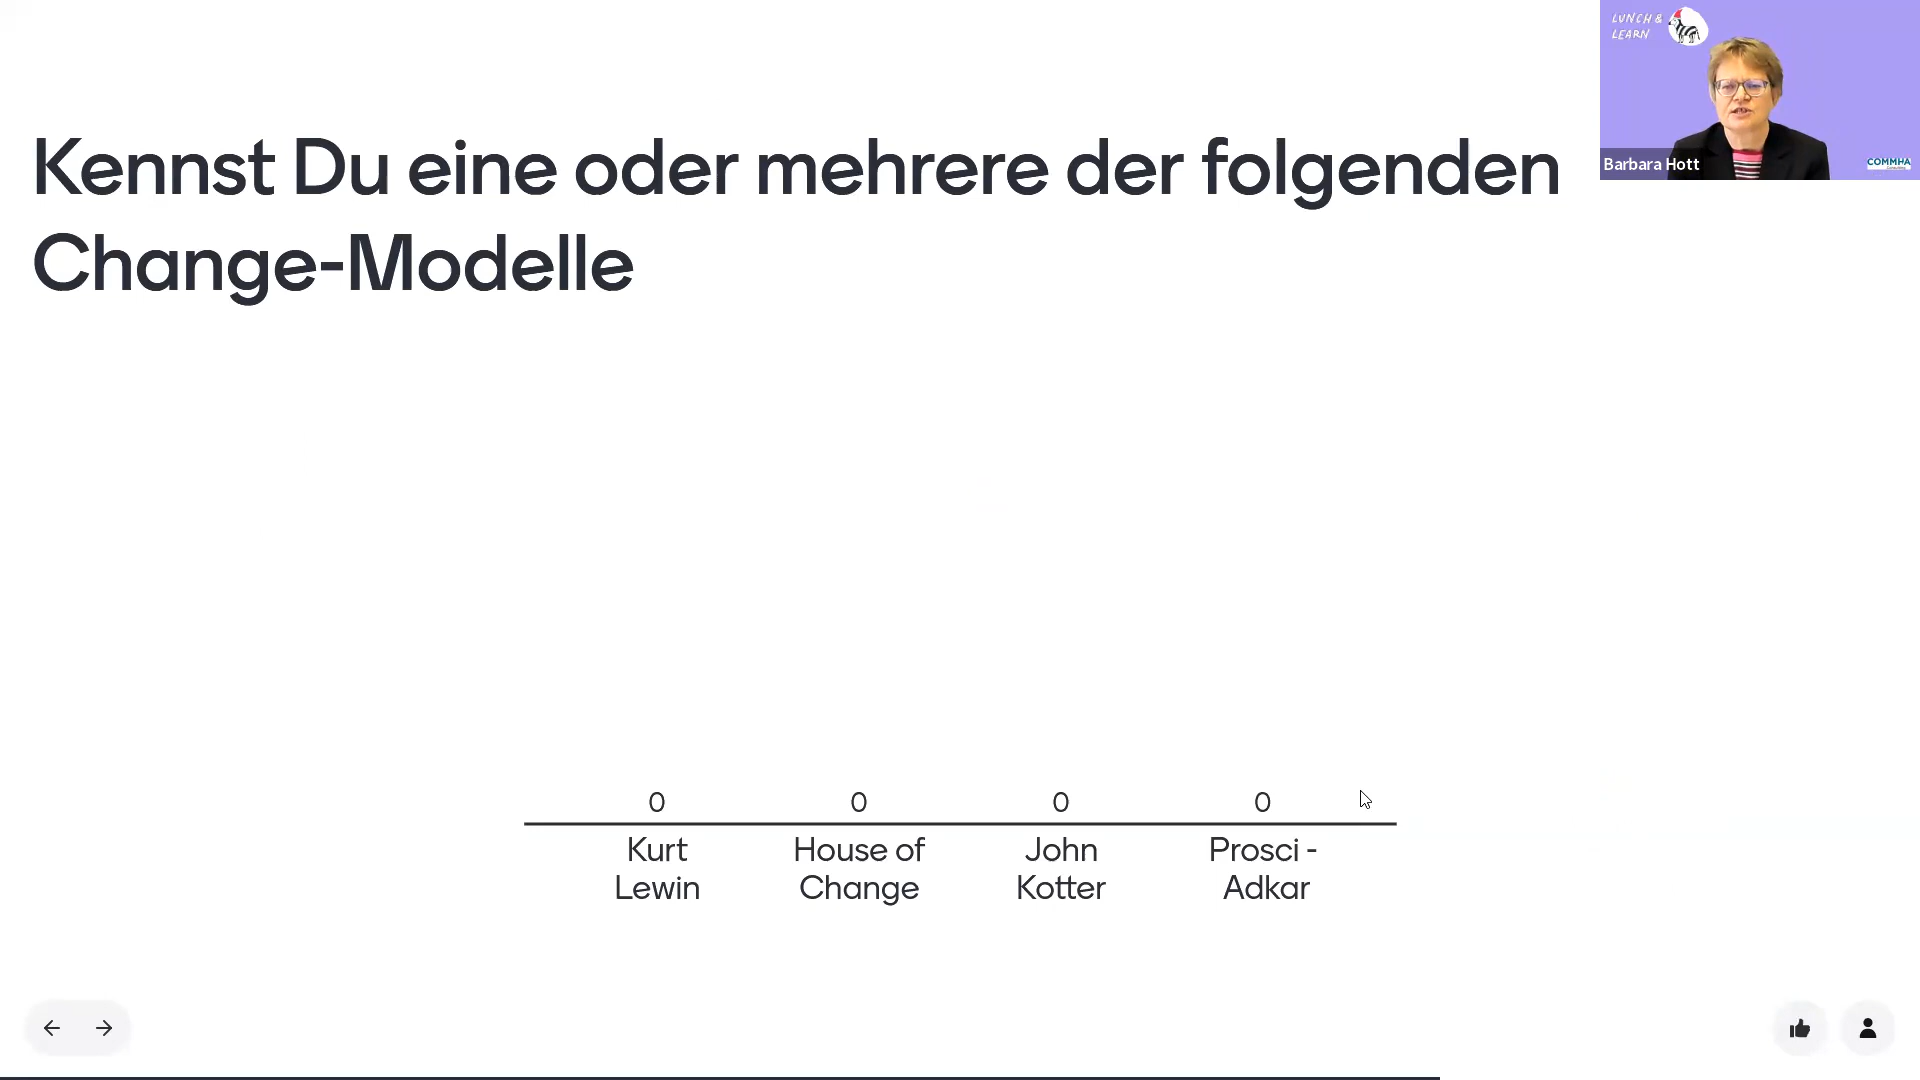 LUNCH &
LEARN
Barbara Hott
COMMHA
Kennst Du eine oder mehrere der folgenden
Change-Modelle
0 0 0 0
Kurt House of John Prosci -
Lewin Change Kotter Adkar